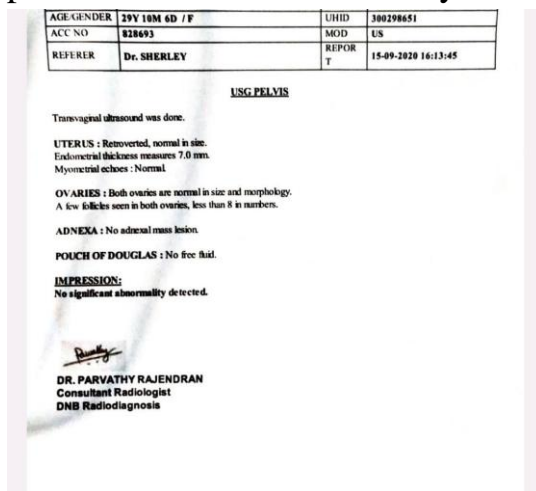 AGE/GENDER 29Y 10M 6D / F UHID 300298651
ACC NO 828693 MOD US
REFERER Dr. SHERLEY REPOR
T 15-09-2020 16:13:45
USG PELVIS
Transvaginal ultrasound was done.
UTERUS : Retroverted, normal in size.
Endometrial thickness measures 7.0 mm.
Myometrial echoes : Normal.
OVARIES : Both ovaries are normal in size and morphology.
A few follicles seen in both ovaries, less than 8 in numbers.
ADNEXA : No adnexal mass lesion.
POUCH OF DOUGLAS : No free fluid.
IMPRESSION:
No significant abnormality detected.
Parvathy
DR. PARVATHY RAJENDRAN
Consultant Radiologist
DNB Radiodiagnosis